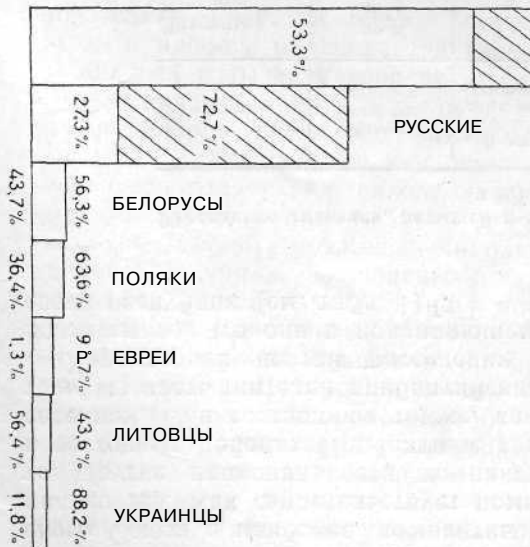 53,3%
27,3%
72,7%
РУССКИЕ
43,7%
56,3%
БЕЛОРУСЫ
36,4%
63,6%
ПОЛЯКИ
1,3%
ЕВРЕИ
56,4%
43,6%
ЛИТОВЦЫ
11,8%
88,2%
УКРАИНЦЫ